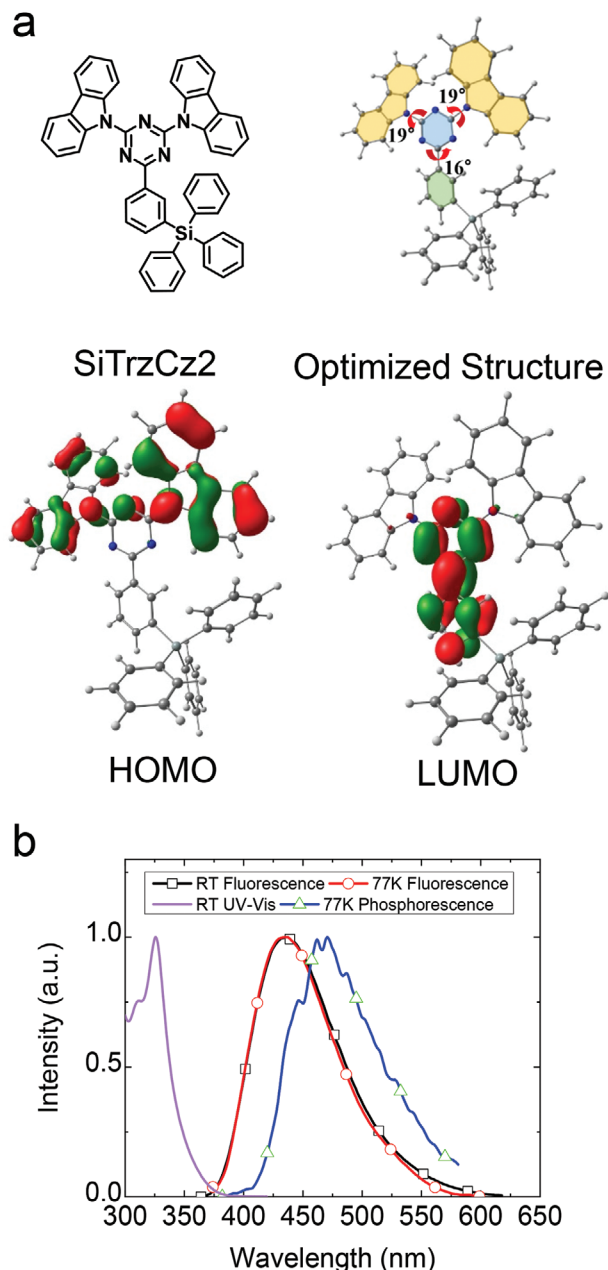 a
N N
N N
N
Si
19°
19°
16°
SiTrzCz2 Optimized Structure
HOMO LUMO
b
RT Fluorescence 77K Fluorescence
RT UV-Vis 77K Phosphorescence
1.0
0.5
0.0
Intensity (a.u.)
300 350 400 450 500 550 600 650
Wavelength (nm)